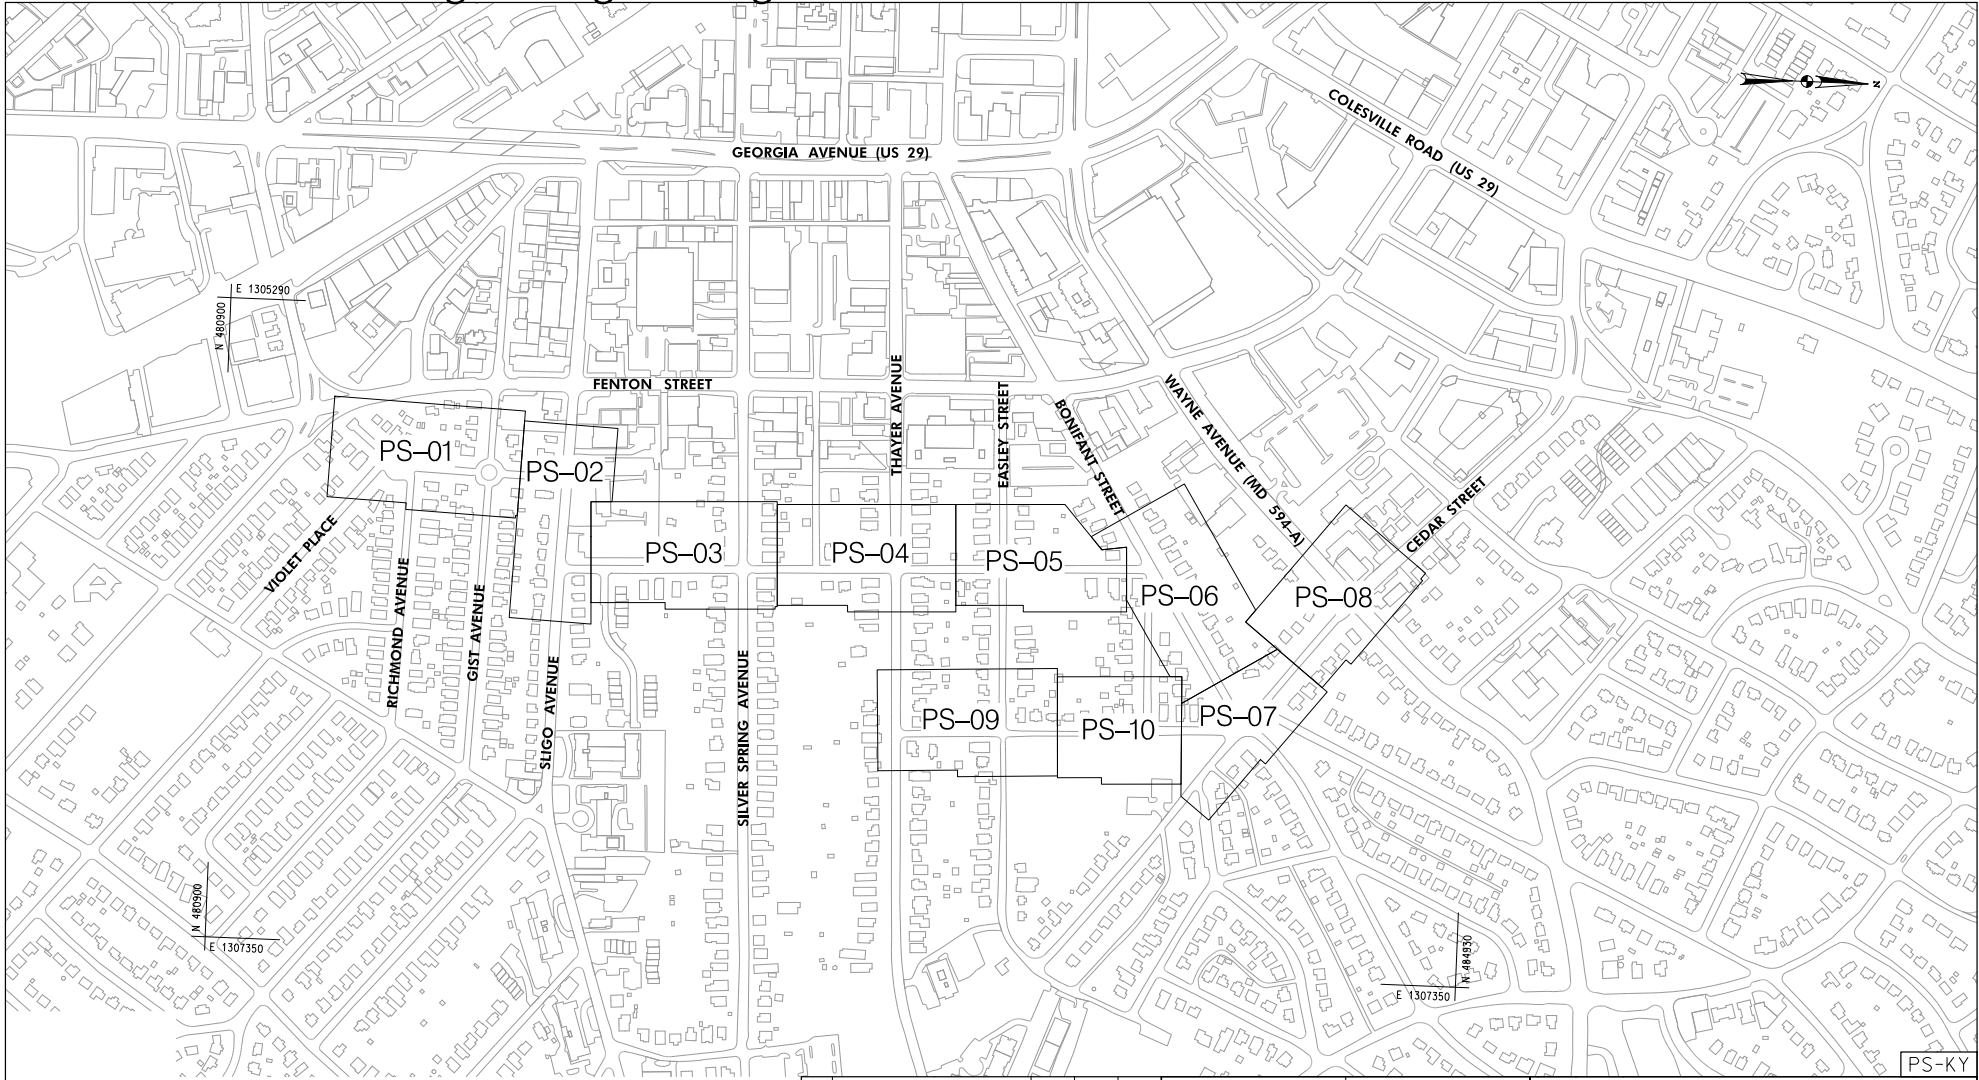 COLESVILLE ROAD (US 29)
N
GEORGIA AVENUE (US 29)
E 1305290
N 480900
FENTON STREET
THAYER AVENUE
EASLEY STREET
BONIFANT STREET
WAYNE AVENUE (MD 594-A)
CEDAR STREET
PS-01
PS-02
PS-03
PS-04
PS-05
PS-06
PS-08
VIOLET PLACE
RICHMOND AVENUE
GIST AVENUE
SLIGO AVENUE
SILVER SPRING AVENUE
PS-09
PS-10
PS-07
N 480900
E 1307350
N 484930
E 1307350
PS-KY